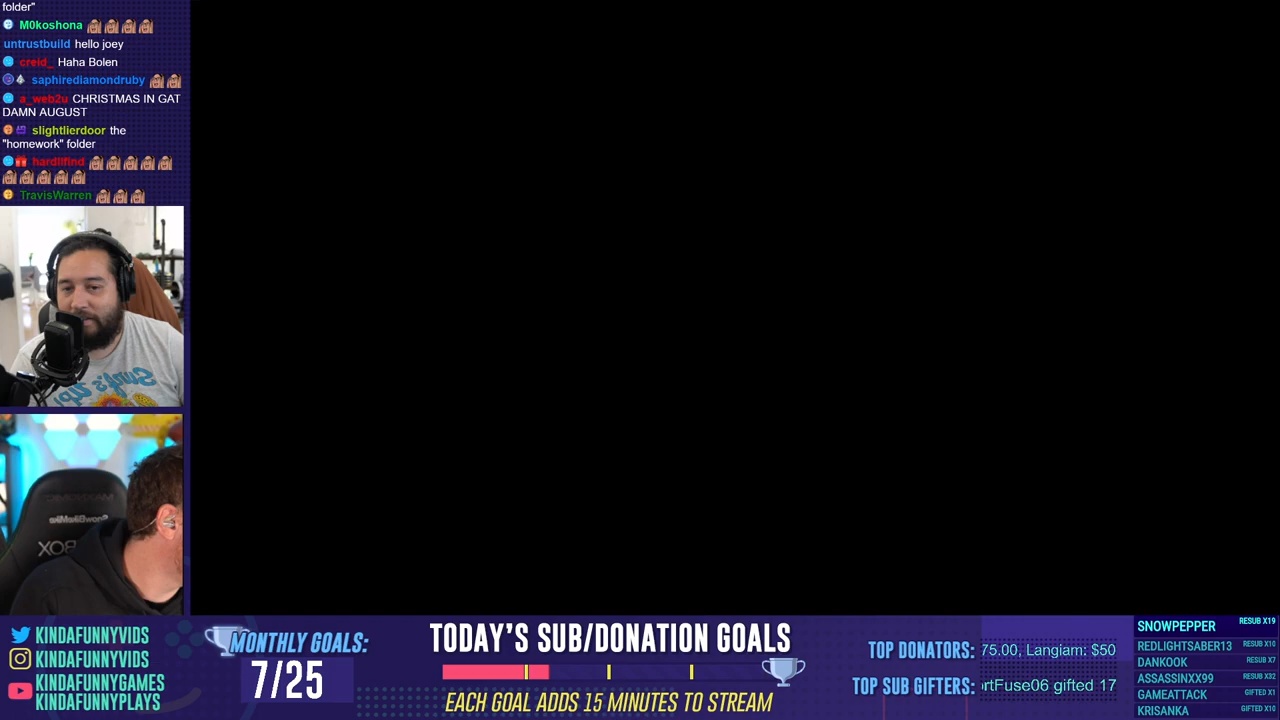 folder"
M0koshona
untrustbuild hello joey
creid_ Haha Bolen
saphirediamondruby
a_web2u CHRISTMAS IN GAT
DAMN AUGUST
slightlierdoor the
"homework" folder
hardlifind
TravisWarren
SnowBikeMike
XBOX
KINDAFUNNYVIDS
KINDAFUNNYVIDS
KINDAFUNNYGAMES
KINDAFUNNYPLAYS
MONTHLY GOALS:
7/25
TODAY'S SUB/DONATION GOALS
EACH GOAL ADDS 15 MINUTES TO STREAM
TOP DONATORS: 75.00, Langiam: $50
TOP SUB GIFTERS: rtFuse06 gifted 17
SNOWPEPPER RESUB X19
REDLIGHTSABER13 RESUB X10
DANKOOK RESUB X7
ASSASSINXX99 RESUB X32
GAMEATTACK GIFTED X1
KRISANKA GIFTED X10